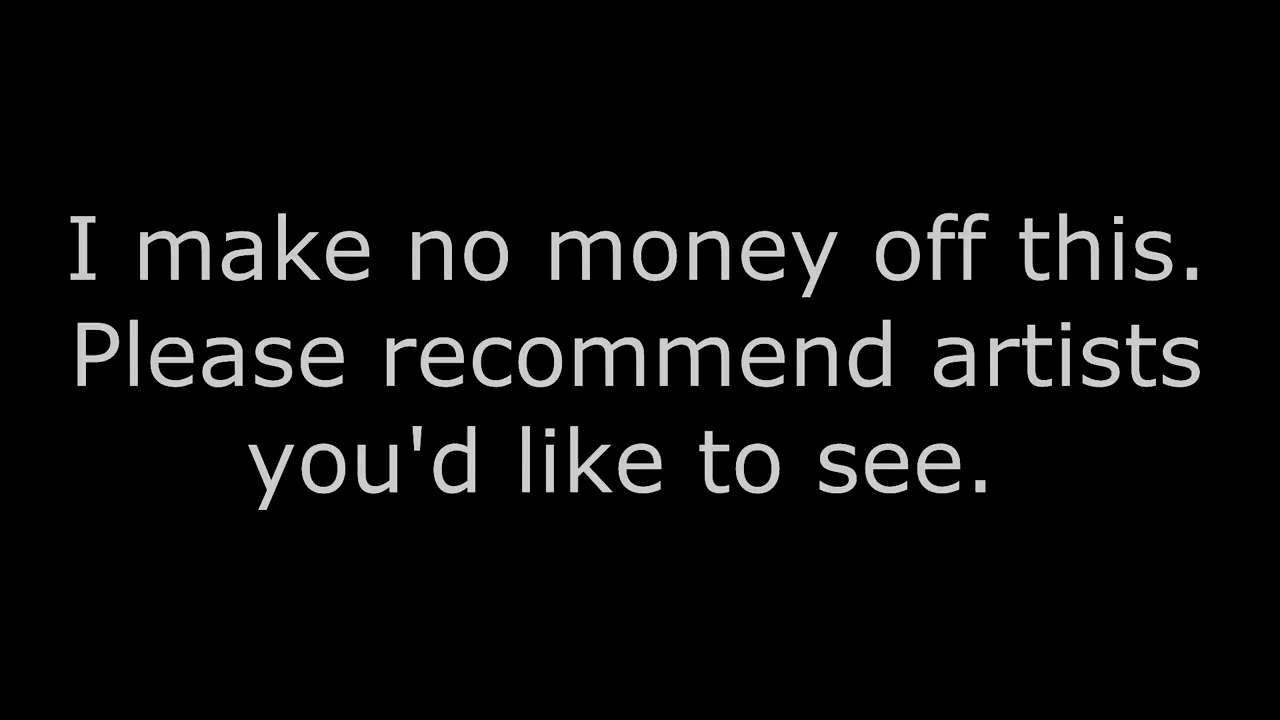 I make no money off this.
Please recommend artists
you'd like to see.